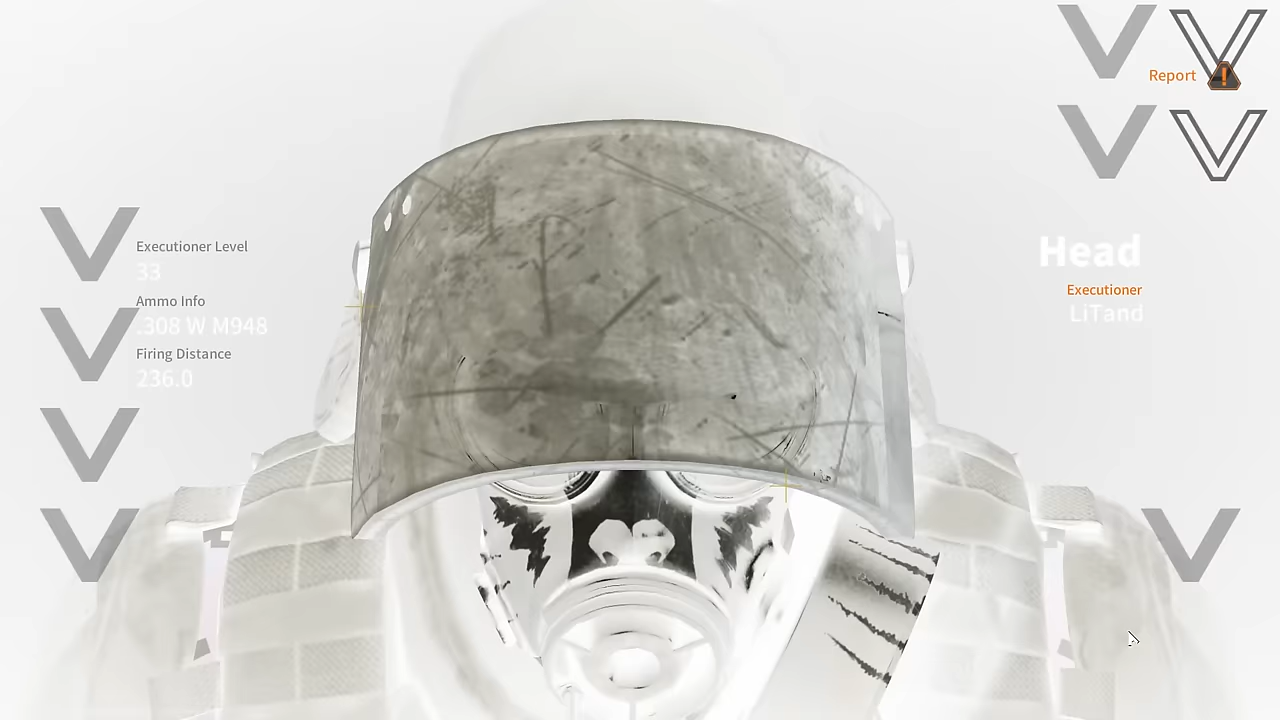 Report
Executioner Level
33
Ammo Info
.308 W M948
Firing Distance
236.0
Head
Executioner
LiTand